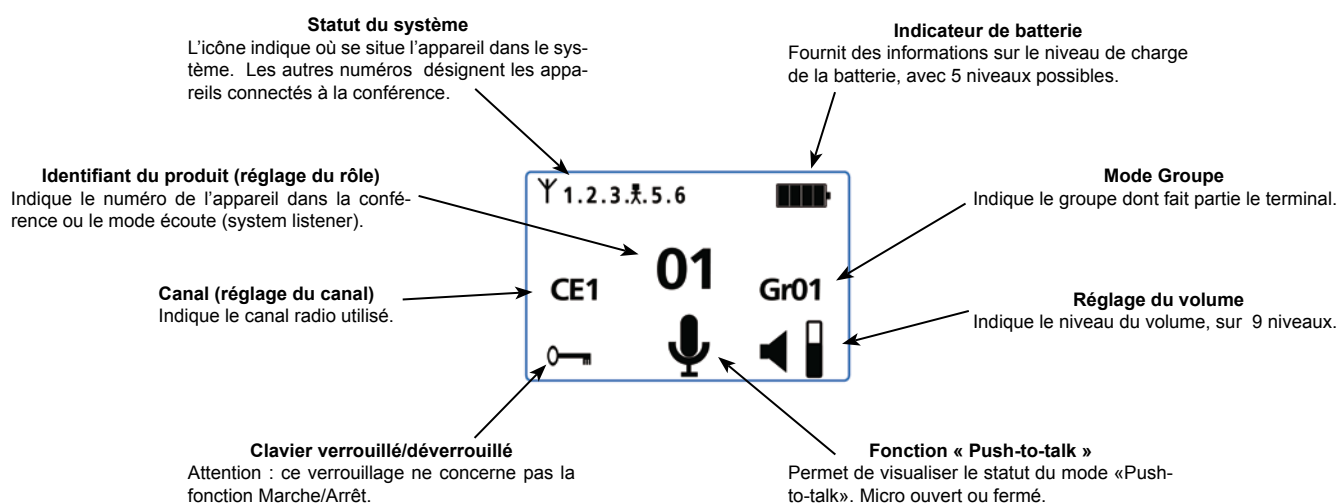 Statut du système
L'icône indique où se situe l'appareil dans le sys-
tème. Les autres numéros désignent les appa-
reils connectés à la conférence.
Indicateur de batterie
Fournit des informations sur le niveau de charge
de la batterie, avec 5 niveaux possibles.
Identifiant du produit (réglage du rôle)
Indique le numéro de l'appareil dans la confé-
rence ou le mode écoute (system listener).
Mode Groupe
Indique le groupe dont fait partie le terminal.
1.2.3. .5.6
01
CE1
Gr01
Canal (réglage du canal)
Indique le canal radio utilisé.
Réglage du volume
Indique le niveau du volume, sur 9 niveaux.
Clavier verrouillé/déverrouillé
Attention : ce verrouillage ne concerne pas la
fonction Marche/Arrêt.
Fonction « Push-to-talk »
Permet de visualiser le statut du mode «Push-
to-talk». Micro ouvert ou fermé.